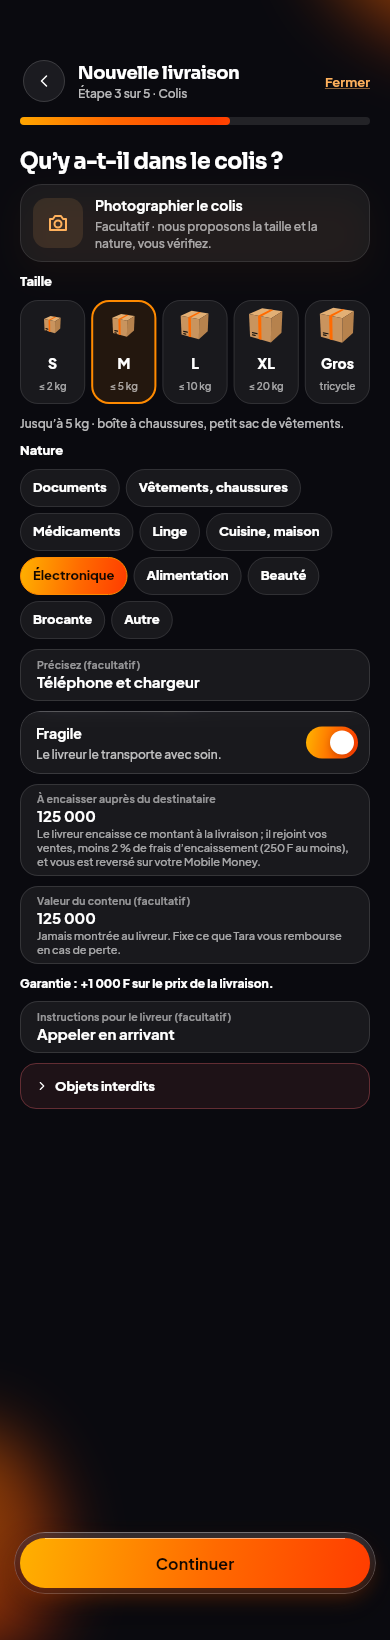 Nouvelle livraison
Étape 3 sur 5 · Colis
Fermer
Qu’y a-t-il dans le colis ?
Photographier le colis
Facultatif · nous proposons la taille et la
nature, vous vérifiez.
Taille
S
≤ 2 kg
M
≤ 5 kg
L
≤ 10 kg
XL
≤ 20 kg
Gros
tricycle
Jusqu’à 5 kg · boîte à chaussures, petit sac de vêtements.
Nature
Documents
Vêtements, chaussures
Médicaments
Linge
Cuisine, maison
Électronique
Alimentation
Beauté
Brocante
Autre
Précisez (facultatif)
Téléphone et chargeur
Fragile
Le livreur le transporte avec soin.
À encaisser auprès du destinataire
125 000
Le livreur encaisse ce montant à la livraison ; il rejoint vos
ventes, moins 2 % de frais d’encaissement (250 F au moins),
et vous est reversé sur votre Mobile Money.
Valeur du contenu (facultatif)
125 000
Jamais montrée au livreur. Fixe ce que Tara vous rembourse
en cas de perte.
Garantie : +1 000 F sur le prix de la livraison.
Instructions pour le livreur (facultatif)
Appeler en arrivant
Objets interdits
Continuer